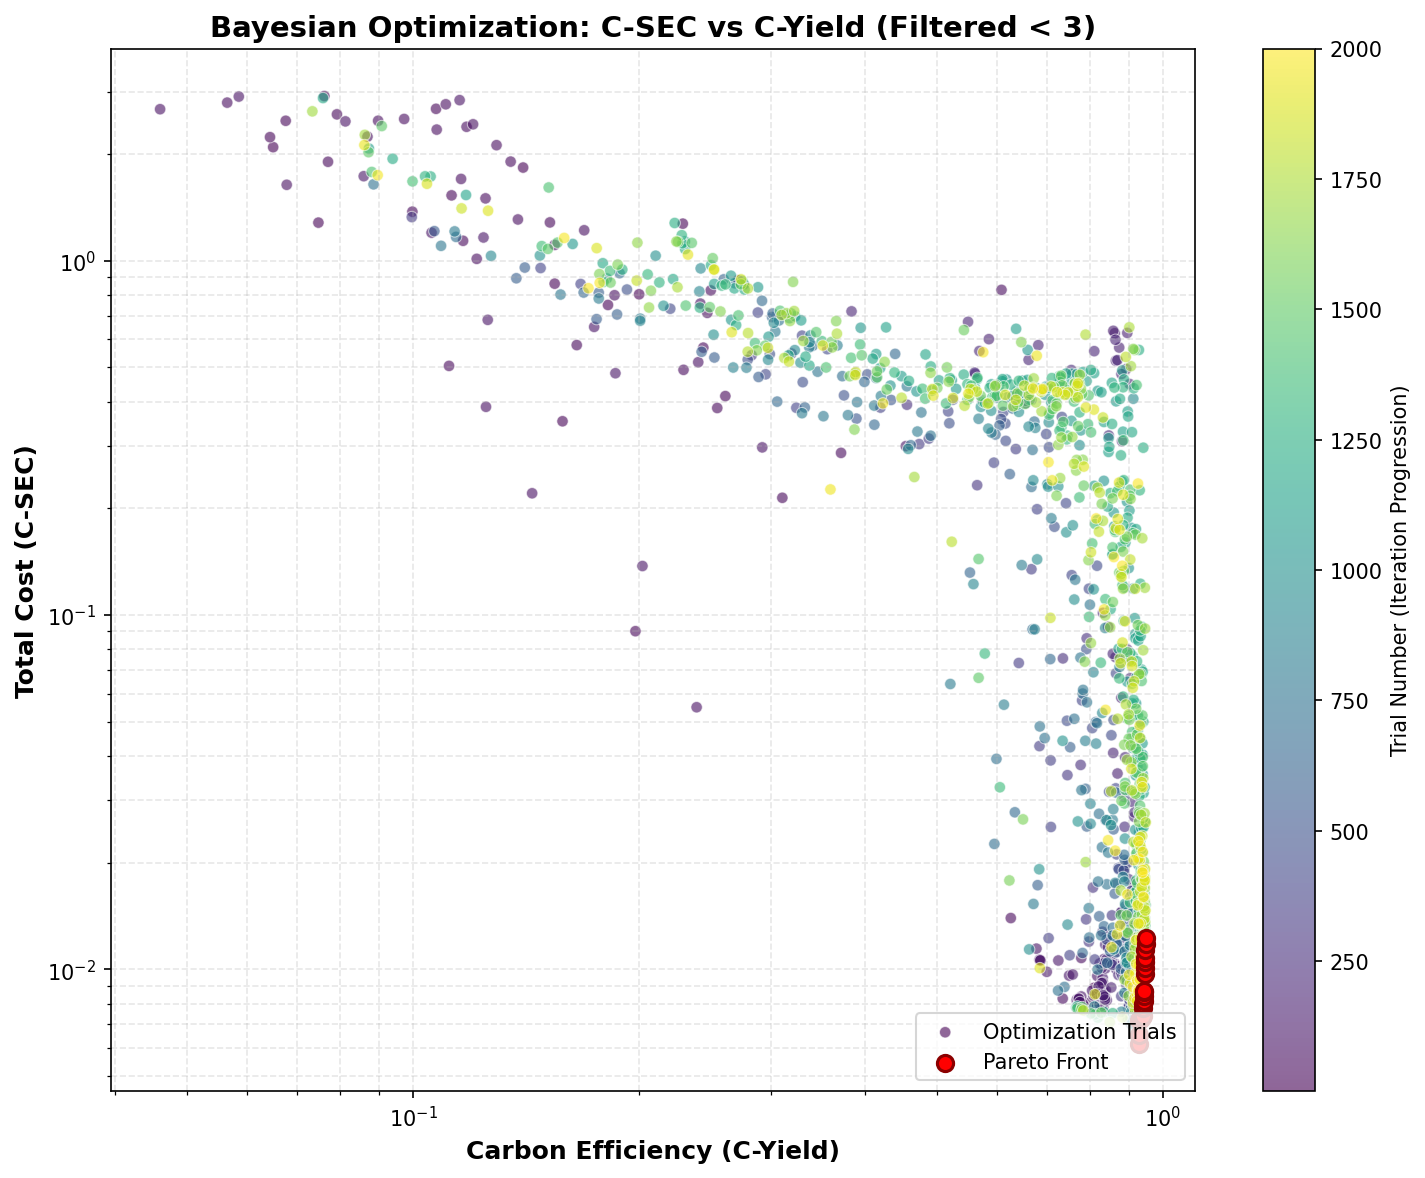 Bayesian Optimization: C-SEC vs C-Yield (Filtered < 3)
Total Cost (C-SEC)
10⁰
10⁻¹
10⁻²
10⁻¹
10⁰
Carbon Efficiency (C-Yield)
Optimization Trials
Pareto Front
2000
1750
1500
1250
1000
750
500
250
Trial Number (Iteration Progression)